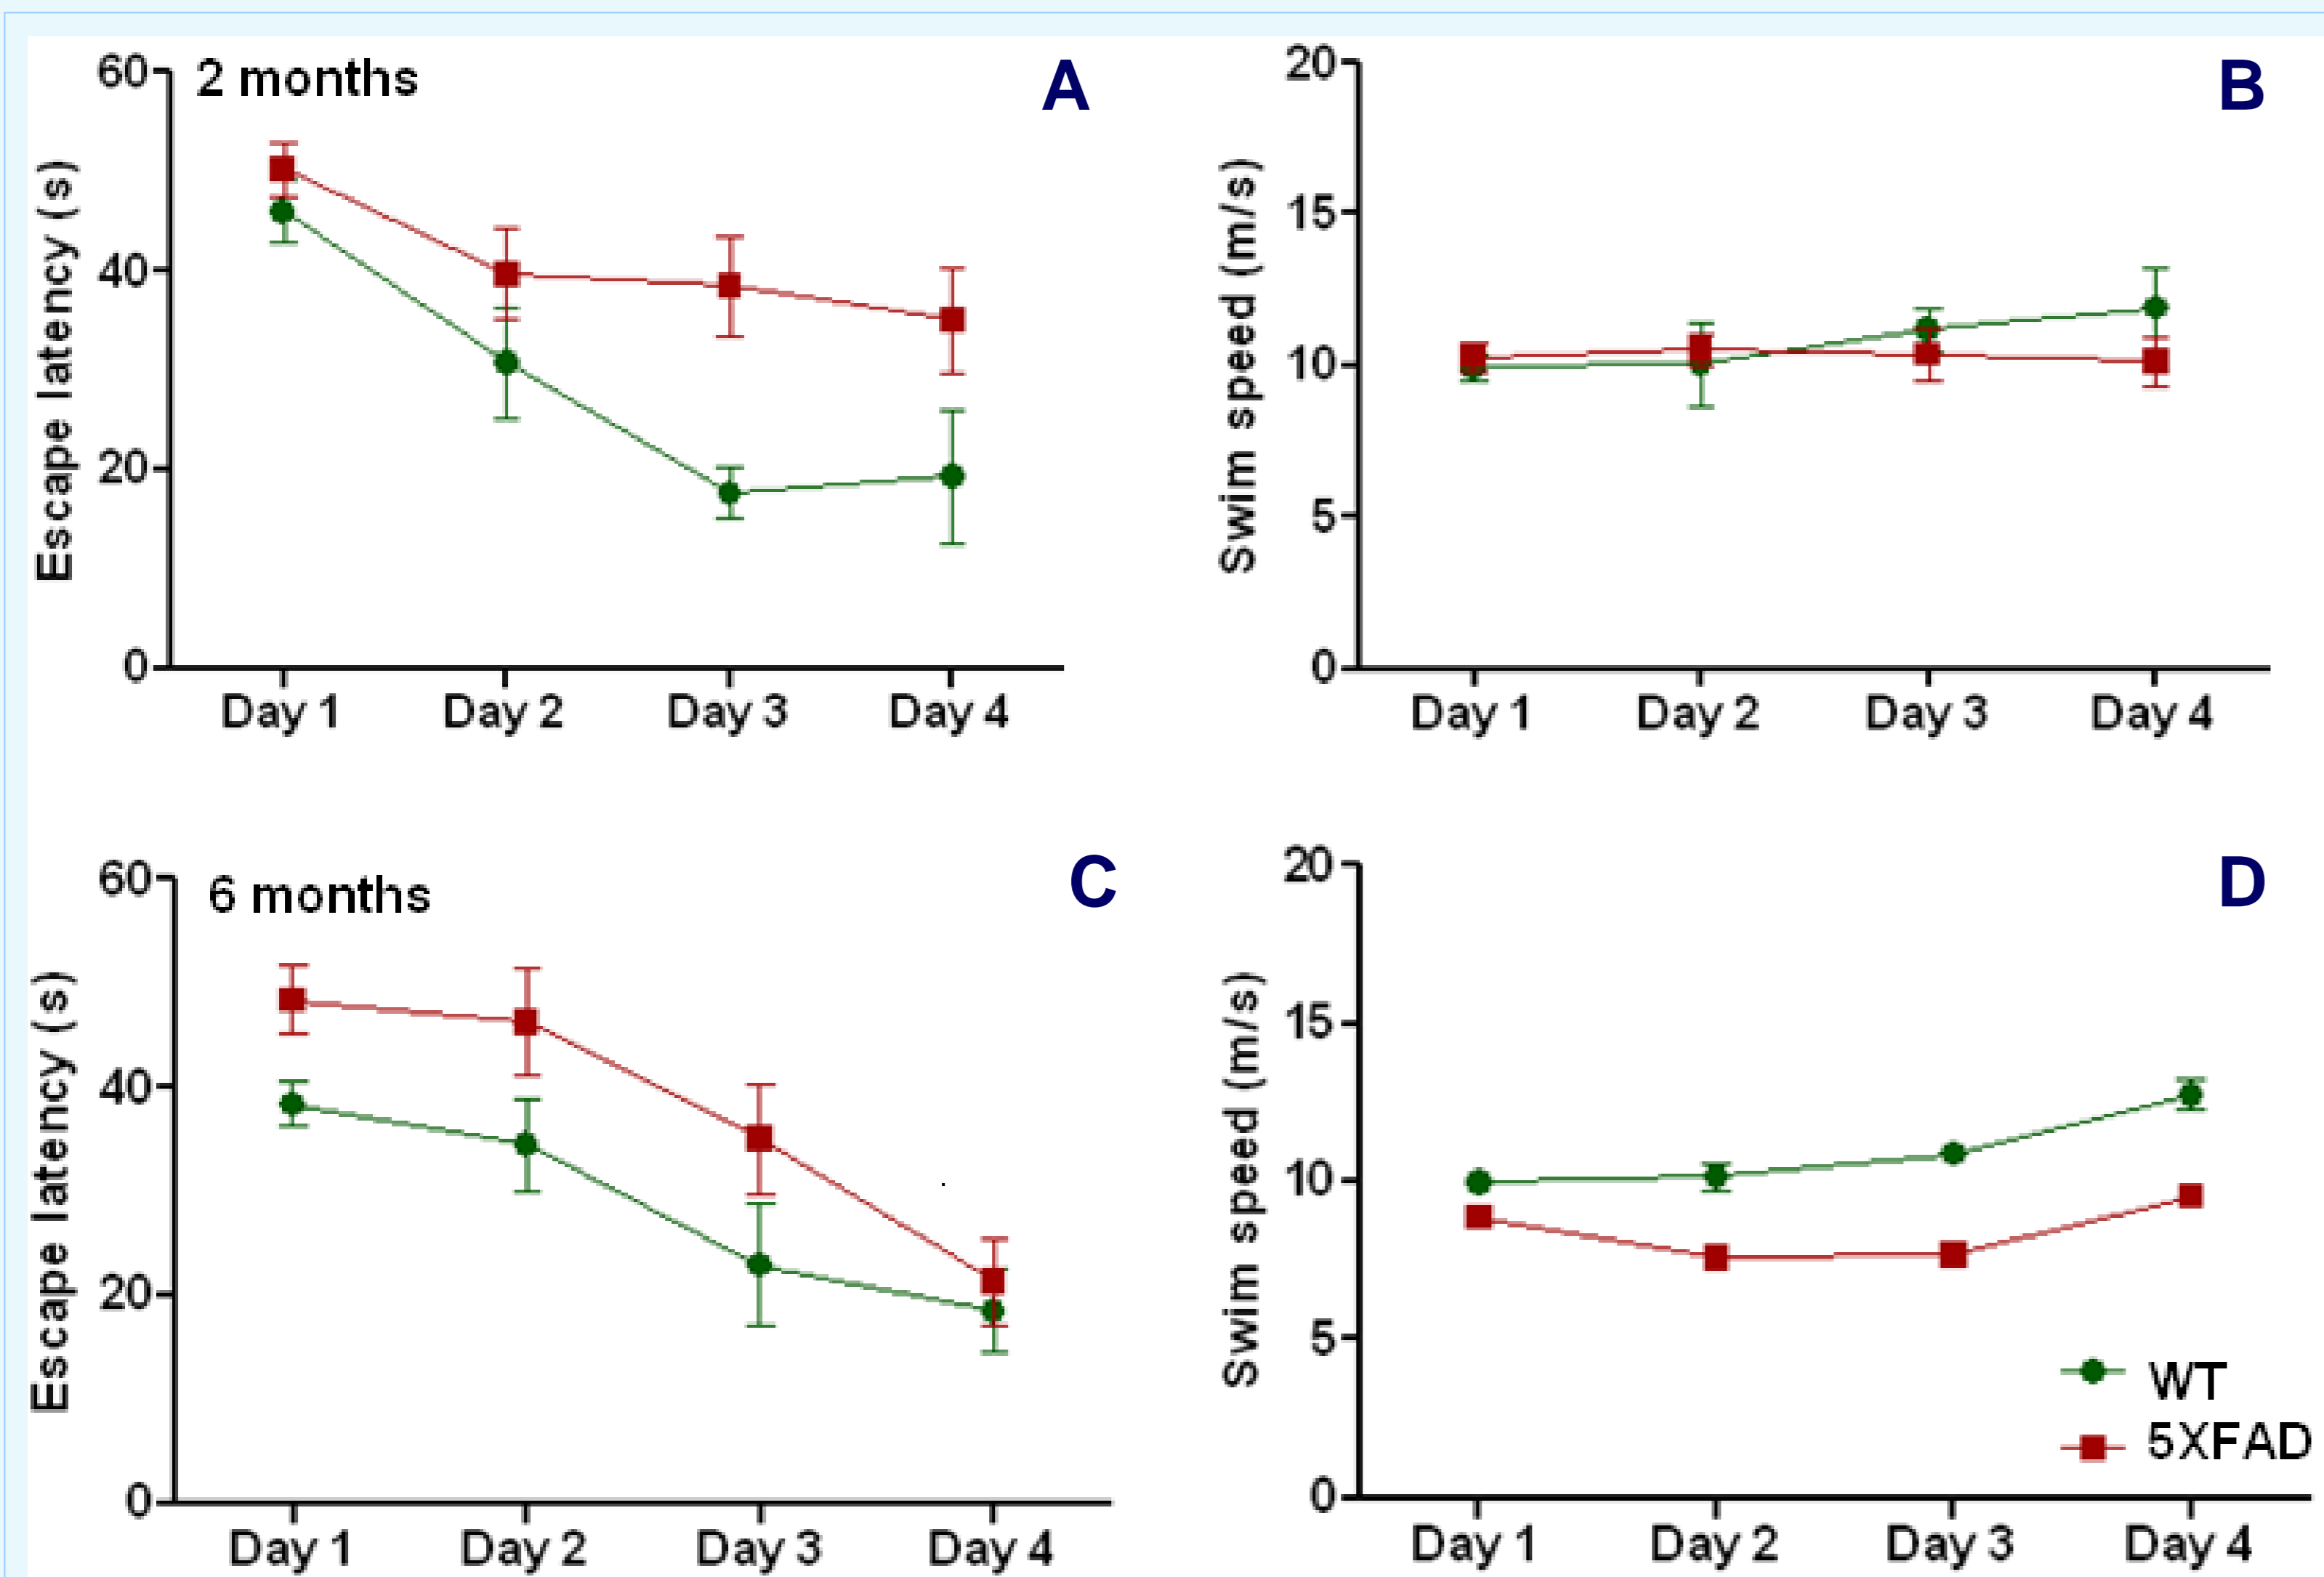 2 months
A
60
40
20
0
Escape latency (s)
Day 1 Day 2 Day 3 Day 4
B
20
15
10
5
0
Swim speed (m/s)
Day 1 Day 2 Day 3 Day 4
6 months
C
60
40
20
0
Escape latency (s)
Day 1 Day 2 Day 3 Day 4
D
20
15
10
5
0
Swim speed (m/s)
WT
5XFAD
Day 1 Day 2 Day 3 Day 4